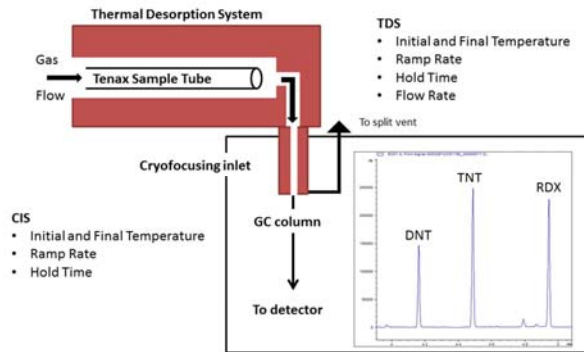 Thermal Desorption System
Gas
Flow
Tenax Sample Tube
TDS
• Initial and Final Temperature
• Ramp Rate
• Hold Time
• Flow Rate
To split vent
Cryofocusing inlet
CIS
• Initial and Final Temperature
• Ramp Rate
• Hold Time
GC column
To detector
DNT
TNT
RDX